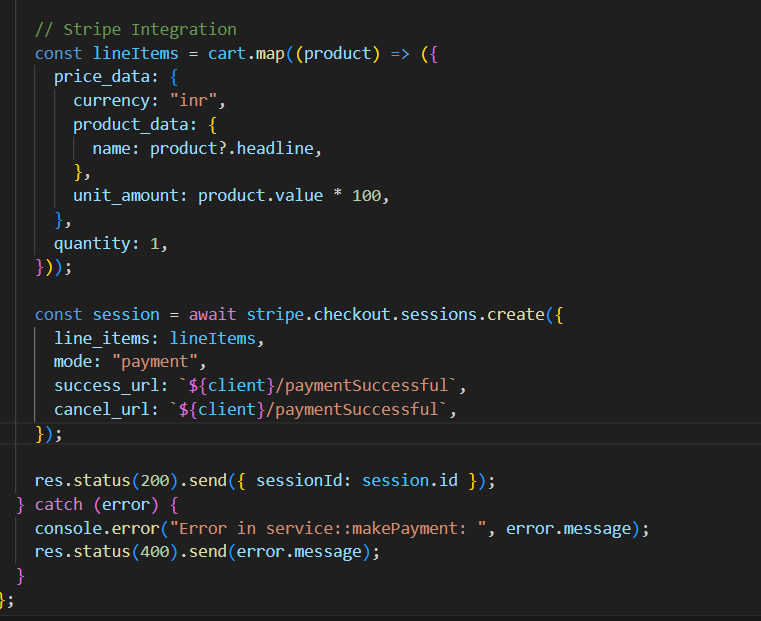 // Stripe Integration
const lineItems = cart.map((product) => ({
price_data: {
currency: "inr",
product_data: {
name: product?.headline,
},
unit_amount: product.value * 100,
},
quantity: 1,
}));
const session = await stripe.checkout.sessions.create({
line_items: lineItems,
mode: "payment",
success_url: `${client}/paymentSuccessful`,
cancel_url: `${client}/paymentSuccessful`,
});
res.status(200).send({ sessionId: session.id });
} catch (error) {
console.error("Error in service::makePayment: ", error.message);
res.status(400).send(error.message);
}
};